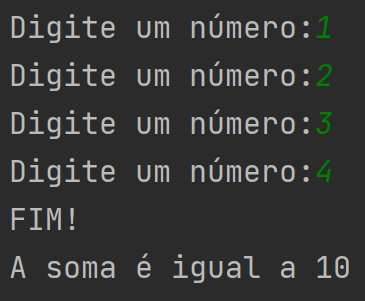 Digite um número:1
Digite um número:2
Digite um número:3
Digite um número:4
FIM!
A soma é igual a 10